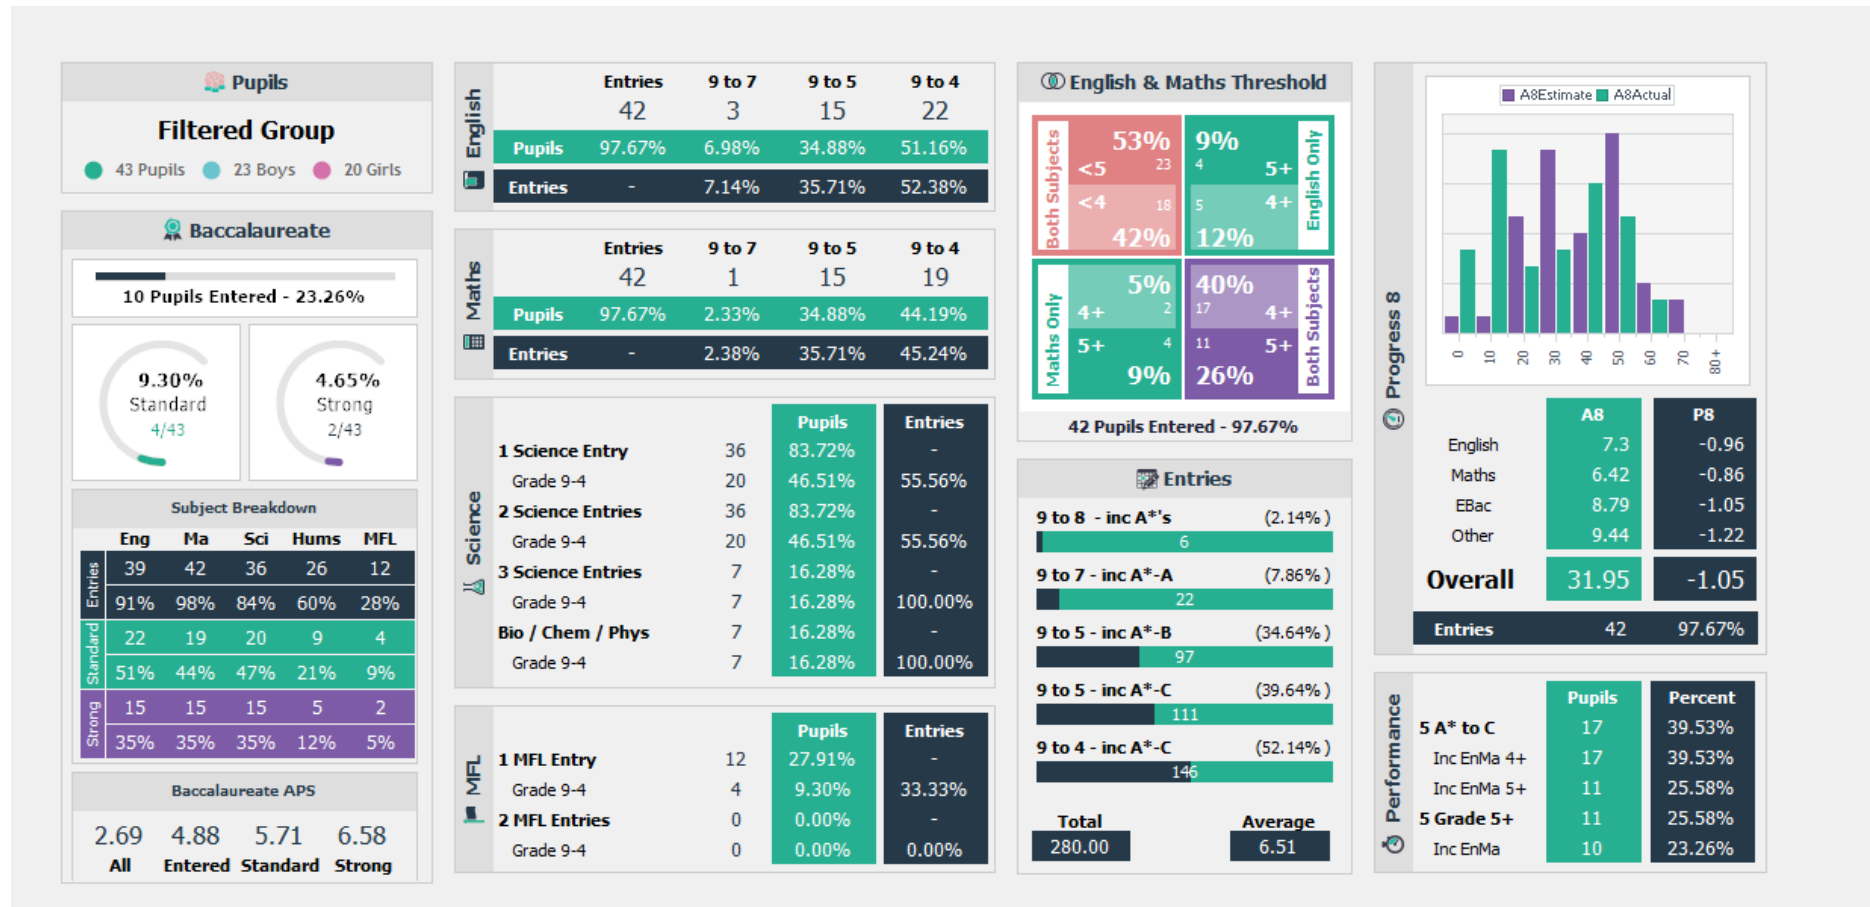 Pupils
Filtered Group
43 Pupils 23 Boys 20 Girls
Baccalaureate
10 Pupils Entered - 23.26%
9.30%
Standard
4/43
4.65%
Strong
2/43
Subject Breakdown
Eng Ma Sci Hums MFL
Entries
39 42 36 26 12
91% 98% 84% 60% 28%
Standard
22 19 20 9 4
51% 44% 47% 21% 9%
Strong
15 15 15 5 2
35% 35% 35% 12% 5%
Baccalaureate APS
2.69 4.88 5.71 6.58
All Entered Standard Strong
English
Entries 9 to 7 9 to 5 9 to 4
42 3 15 22
Pupils 97.67% 6.98% 34.88% 51.16%
Entries - 7.14% 35.71% 52.38%
Maths
Entries 9 to 7 9 to 5 9 to 4
42 1 15 19
Pupils 97.67% 2.33% 34.88% 44.19%
Entries - 2.38% 35.71% 45.24%
Science
Pupils Entries
1 Science Entry 36 83.72% -
Grade 9-4 20 46.51% 55.56%
2 Science Entries 36 83.72% -
Grade 9-4 20 46.51% 55.56%
3 Science Entries 7 16.28% -
Grade 9-4 7 16.28% 100.00%
Bio / Chem / Phys 7 16.28% -
Grade 9-4 7 16.28% 100.00%
MFL
Pupils Entries
1 MFL Entry 12 27.91% -
Grade 9-4 4 9.30% 33.33%
2 MFL Entries 0 0.00% -
Grade 9-4 0 0.00% 0.00%
English & Maths Threshold
Both Subjects
53%
<5 23
<4 18
42%
English Only
9%
4 5+
5 4+
12%
Maths Only
5%
4+ 2
5+ 4
9%
Both Subjects
40%
17 4+
11 5+
26%
42 Pupils Entered - 97.67%
Entries
9 to 8 - inc A*'s (2.14%)
6
9 to 7 - inc A*-A (7.86%)
22
9 to 5 - inc A*-B (34.64%)
97
9 to 5 - inc A*-C (39.64%)
111
9 to 4 - inc A*-C (52.14%)
146
Total Average
280.00 6.51
Progress 8
A8Estimate A8Actual
0 10 20 30 40 50 60 70 80+
A8 P8
English 7.3 -0.96
Maths 6.42 -0.86
EBac 8.79 -1.05
Other 9.44 -1.22
Overall 31.95 -1.05
Entries 42 97.67%
Performance
Pupils Percent
5 A* to C 17 39.53%
Inc EnMa 4+ 17 39.53%
Inc EnMa 5+ 11 25.58%
5 Grade 5+ 11 25.58%
Inc EnMa 10 23.26%